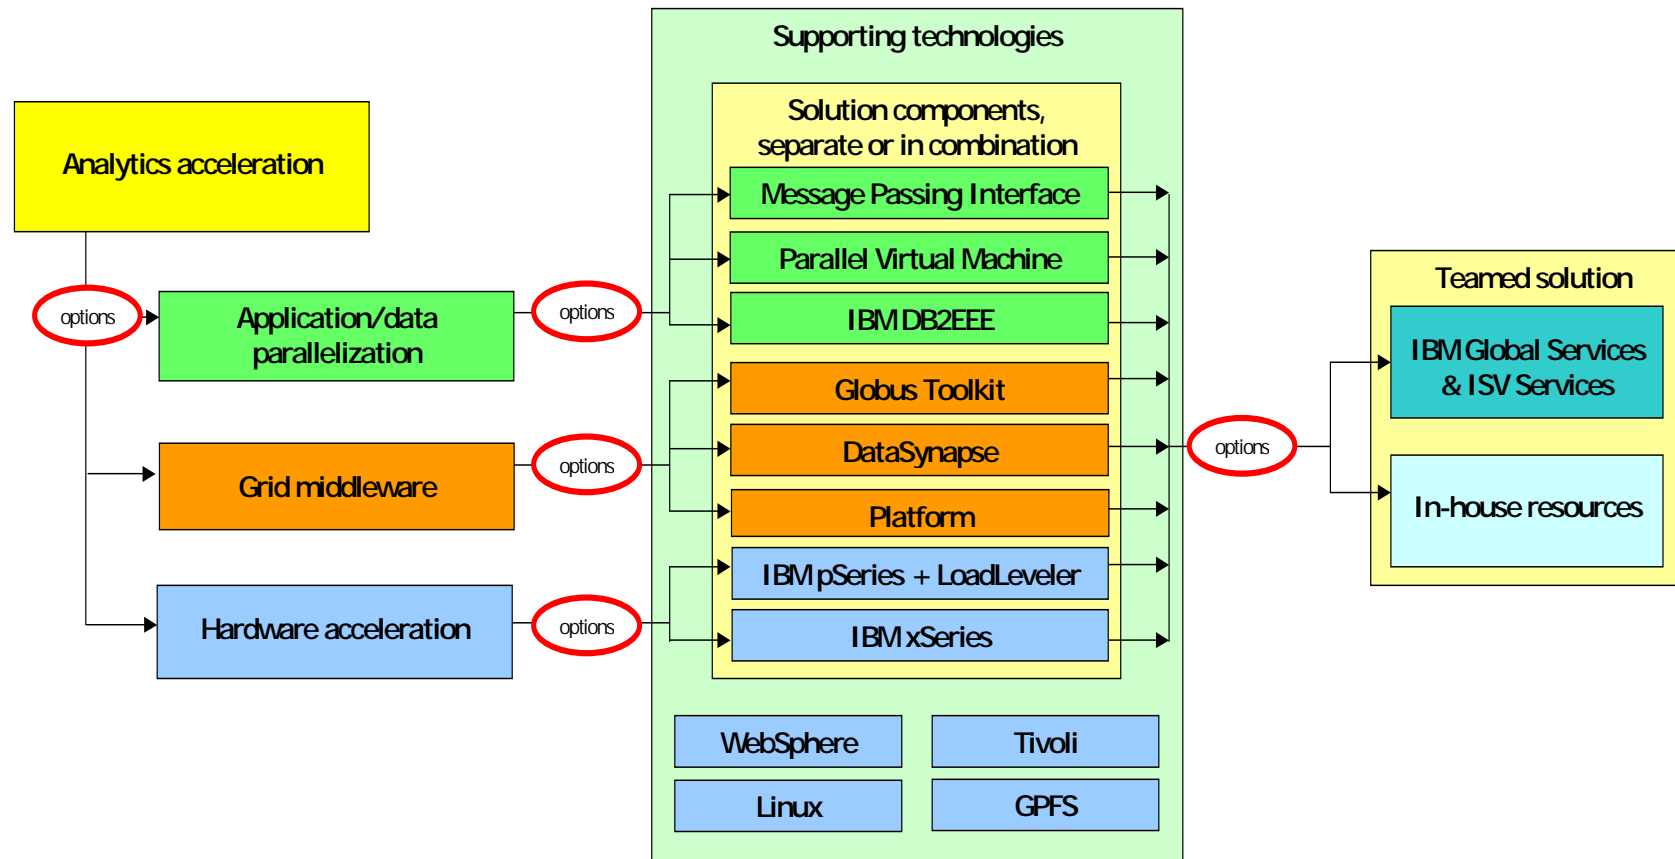 Supporting technologies
Analytics acceleration
Solution components,
separate or in combination
Message Passing Interface
Parallel Virtual Machine
IBM DB2EEE
Globus Toolkit
DataSynapse
Platform
IBM pSeries + LoadLeveler
IBM xSeries
options
Application/data
parallelization
options
Grid middleware
options
Hardware acceleration
options
WebSphere
Tivoli
Linux
GPFS
options
Teamed solution
IBM Global Services
& ISV Services
In-house resources